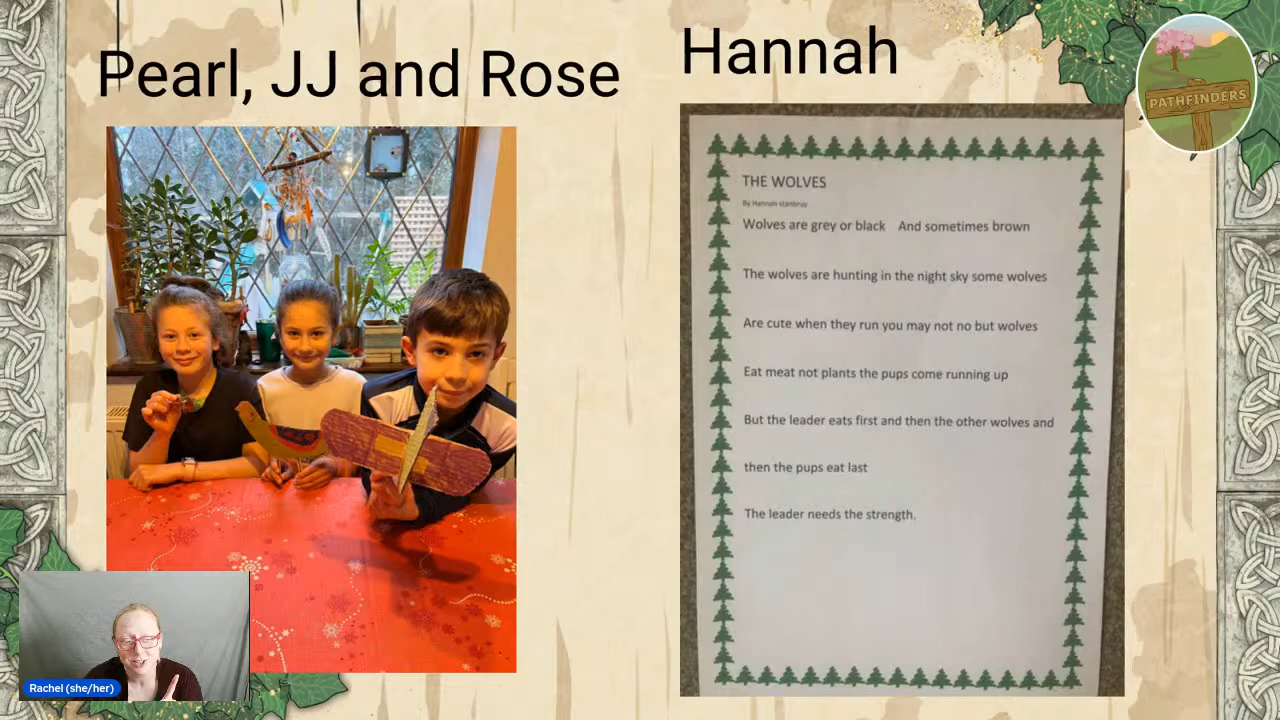 Pearl, JJ and Rose
Hannah
PATHFINDERS
THE WOLVES
By Hannah stanbruy
Wolves are grey or black And sometimes brown
The wolves are hunting in the night sky some wolves
Are cute when they run you may not no but wolves
Eat meat not plants the pups come running up
But the leader eats first and then the other wolves and
then the pups eat last
The leader needs the strength.
Rachel (she/her)